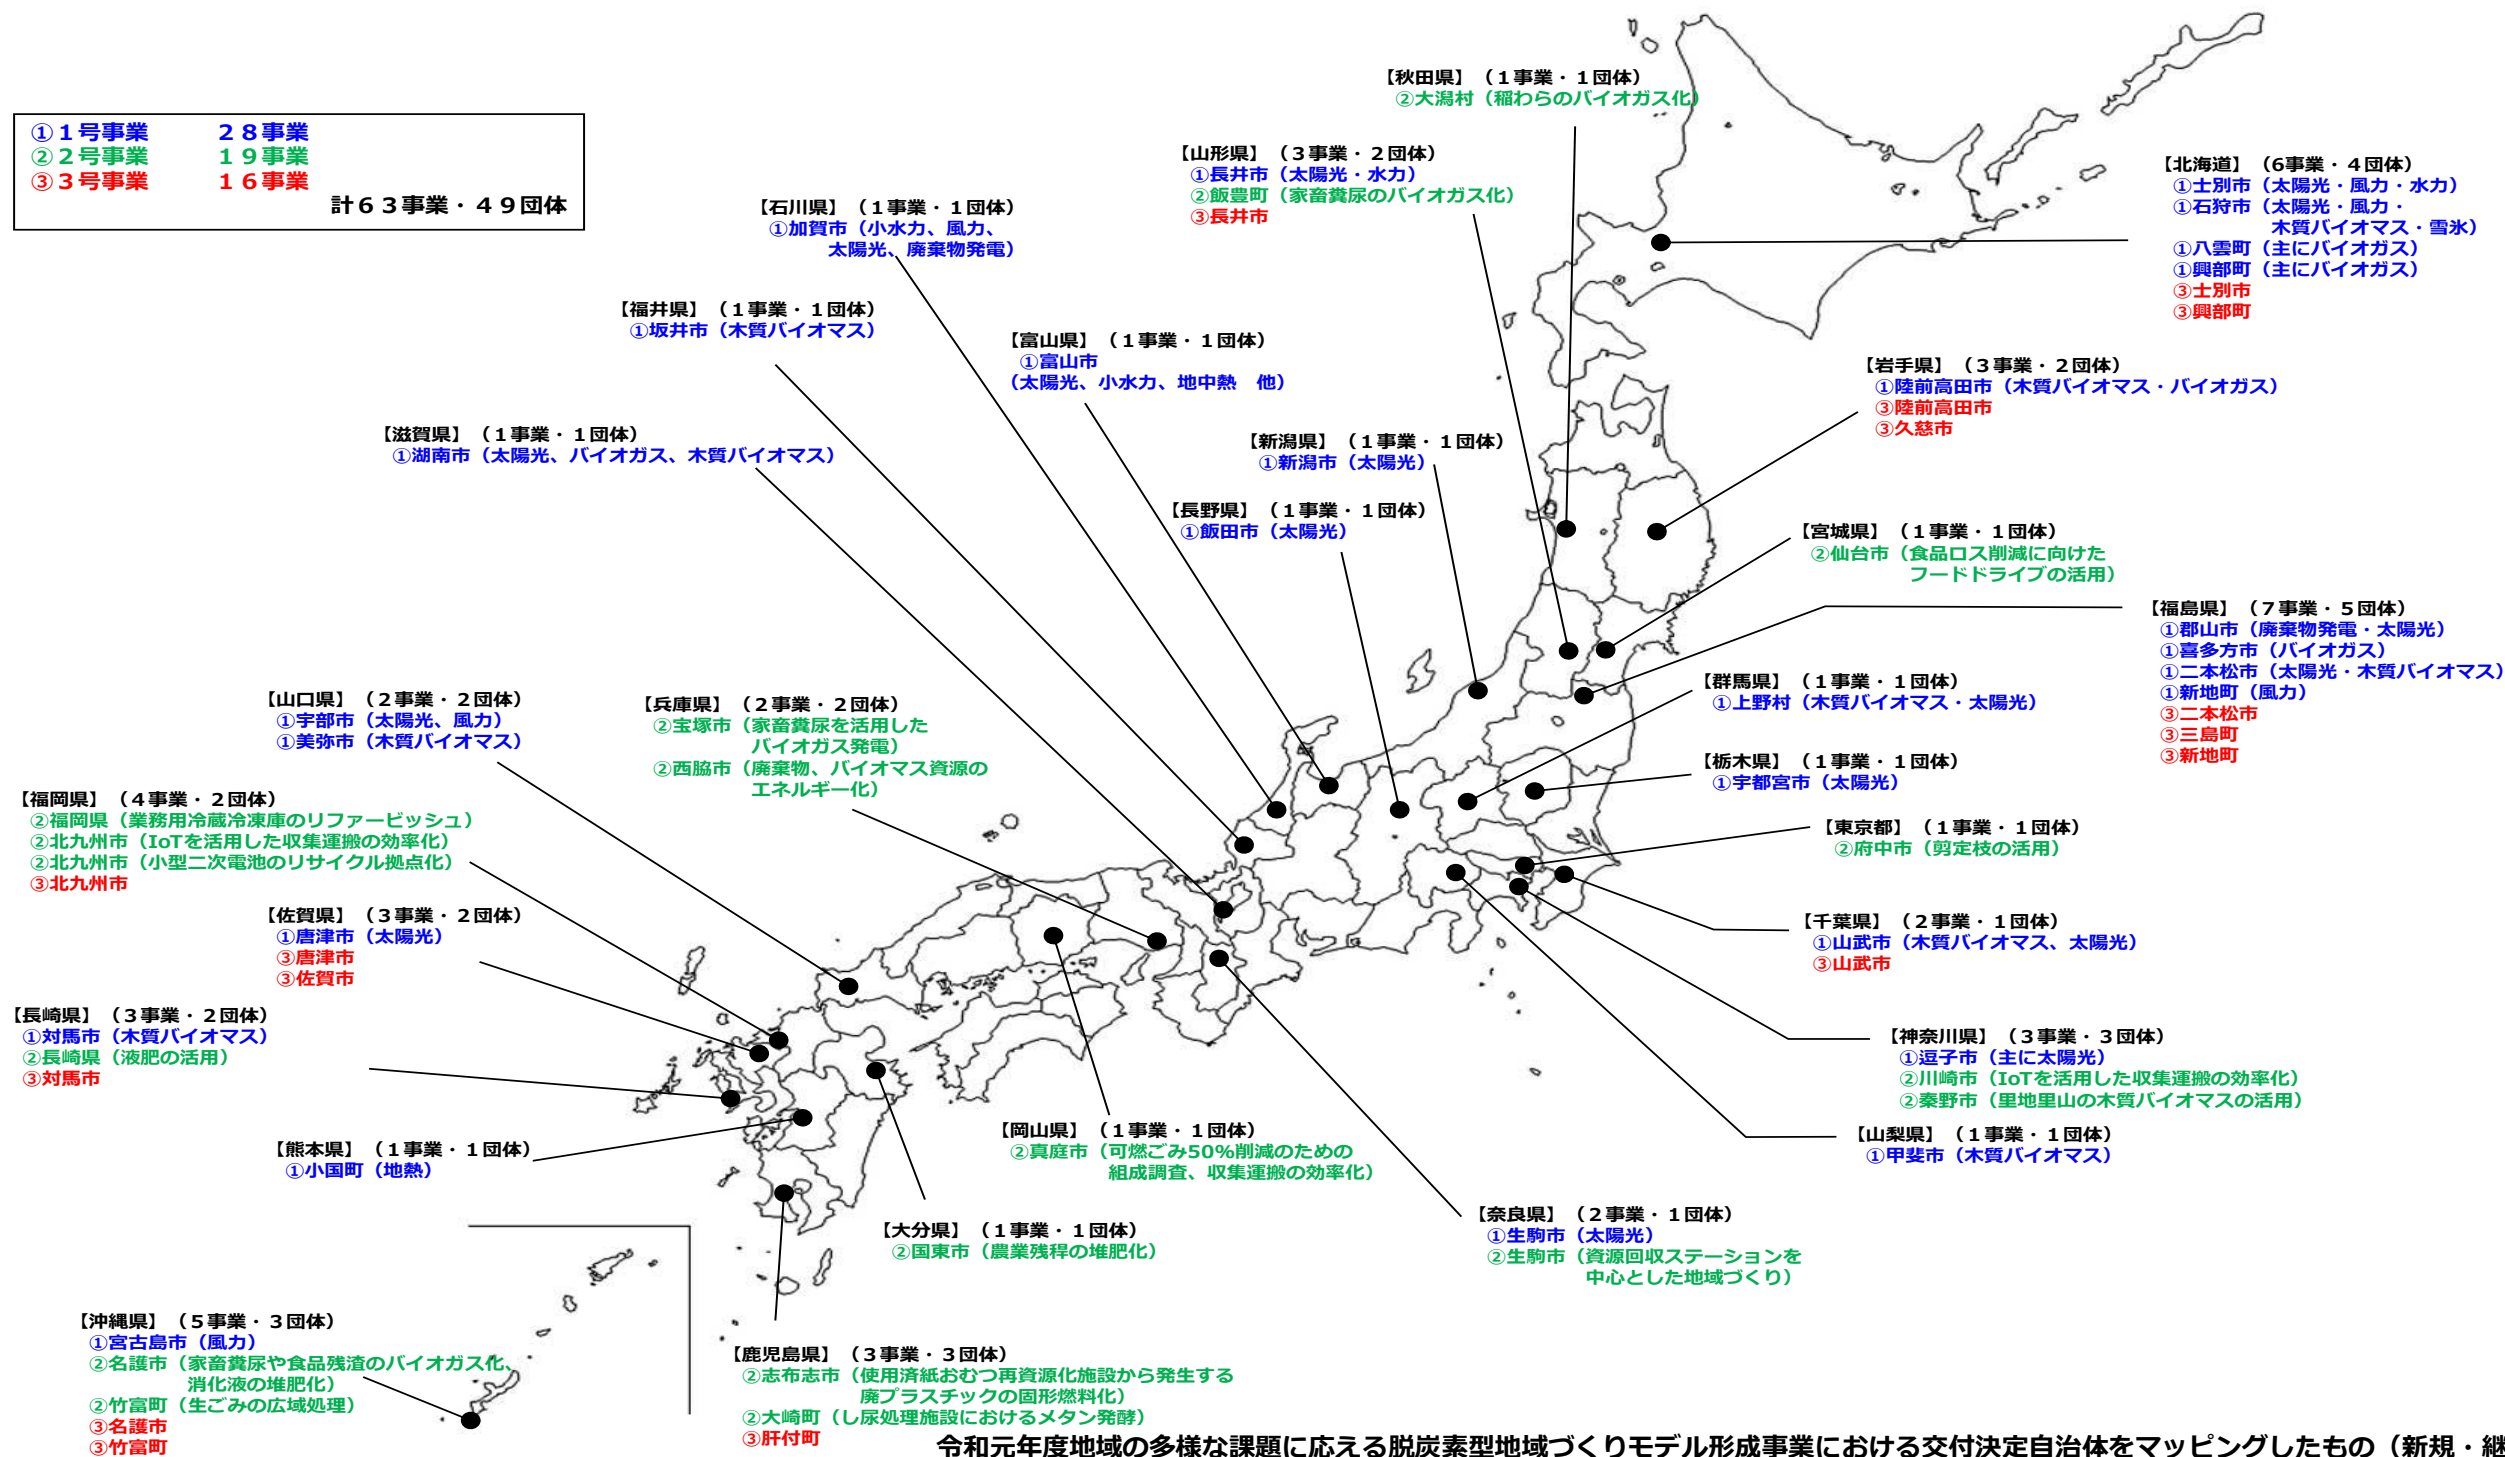 ①１号事業　２８事業
②２号事業　１９事業
③３号事業　１６事業
計６３事業・４９団体
【秋田県】（１事業・１団体）
②大潟村（稲わらのバイオガス化）
【山形県】（３事業・２団体）
①長井市（太陽光・水力）
②飯豊町（家畜糞尿のバイオガス化）
③長井市
【北海道】（6事業・４団体）
①士別市（太陽光・風力・水力）
①石狩市（太陽光・風力・
木質バイオマス・雪氷）
①八雲町（主にバイオガス）
①興部町（主にバイオガス）
③士別市
③興部町
【石川県】（１事業・１団体）
①加賀市（小水力、風力、
太陽光、廃棄物発電）
【福井県】（１事業・１団体）
①坂井市（木質バイオマス）
【富山県】（１事業・１団体）
①富山市
（太陽光、小水力、地中熱　他）
【岩手県】（３事業・２団体）
①陸前高田市（木質バイオマス・バイオガス）
③陸前高田市
③久慈市
【滋賀県】（１事業・１団体）
①湖南市（太陽光、バイオガス、木質バイオマス）
【新潟県】（１事業・１団体）
①新潟市（太陽光）
【長野県】（１事業・１団体）
①飯田市（太陽光）
【宮城県】（１事業・１団体）
②仙台市（食品ロス削減に向けた
フードドライブの活用）
【福島県】（７事業・５団体）
①郡山市（廃棄物発電・太陽光）
①喜多方市（バイオガス）
①二本松市（太陽光・木質バイオマス）
①新地町（風力）
③二本松市
③三島町
③新地町
【群馬県】（１事業・１団体）
①上野村（木質バイオマス・太陽光）
【栃木県】（１事業・１団体）
①宇都宮市（太陽光）
【山口県】（２事業・２団体）
①宇部市（太陽光、風力）
①美弥市（木質バイオマス）
【兵庫県】（２事業・２団体）
②宝塚市（家畜糞尿を活用した
バイオガス発電）
②西脇市（廃棄物、バイオマス資源の
エネルギー化）
【福岡県】（４事業・２団体）
②福岡県（業務用冷蔵冷凍庫のリファービッシュ）
②北九州市（IoTを活用した収集運搬の効率化）
②北九州市（小型二次電池のリサイクル拠点化）
③北九州市
【東京都】（１事業・１団体）
②府中市（剪定枝の活用）
【佐賀県】（３事業・２団体）
①唐津市（太陽光）
③唐津市
③佐賀市
【千葉県】（２事業・１団体）
①山武市（木質バイオマス、太陽光）
③山武市
【長崎県】（３事業・２団体）
①対馬市（木質バイオマス）
②長崎県（液肥の活用）
③対馬市
【神奈川県】（３事業・３団体）
①逗子市（主に太陽光）
②川崎市（IoTを活用した収集運搬の効率化）
②秦野市（里地里山の木質バイオマスの活用）
【熊本県】（１事業・１団体）
①小国町（地熱）
【岡山県】（１事業・１団体）
②真庭市（可燃ごみ50%削減のための
組成調査、収集運搬の効率化）
【山梨県】（１事業・１団体）
①甲斐市（木質バイオマス）
【大分県】（１事業・１団体）
②国東市（農業残稈の堆肥化）
【奈良県】（２事業・１団体）
①生駒市（太陽光）
②生駒市（資源回収ステーションを
中心とした地域づくり）
【沖縄県】（５事業・３団体）
①宮古島市（風力）
②名護市（家畜糞尿や食品残渣のバイオガス化、
消化液の堆肥化）
②竹富町（生ごみの広域処理）
③名護市
③竹富町
【鹿児島県】（３事業・３団体）
②志布志市（使用済紙おむつ再資源化施設から発生する
廃プラスチックの固形燃料化）
②大崎町（し尿処理施設におけるメタン発酵）
③肝付町
令和元年度地域の多様な課題に応える脱炭素型地域づくりモデル形成事業における交付決定自治体をマッピングしたもの（新規・継